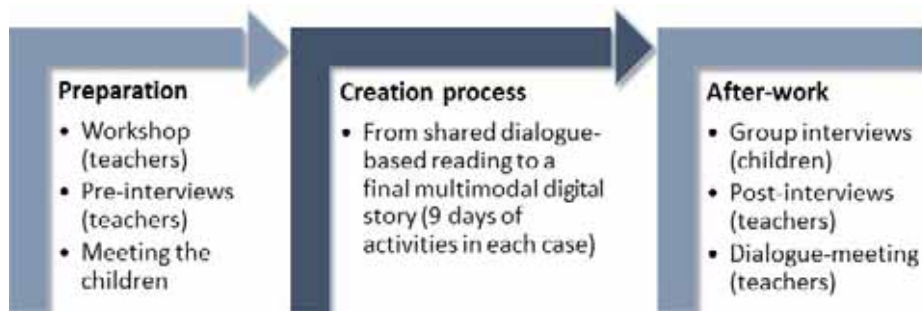 Preparation
• Workshop
(teachers)
• Pre-interviews
(teachers)
• Meeting the
children
Creation process
• From shared dialogue-
based reading to a
final multimodal digital
story (9 days of
activities in each case)
After-work
• Group interviews
(children)
• Post-interviews
(teachers)
• Dialogue-meeting
(teachers)